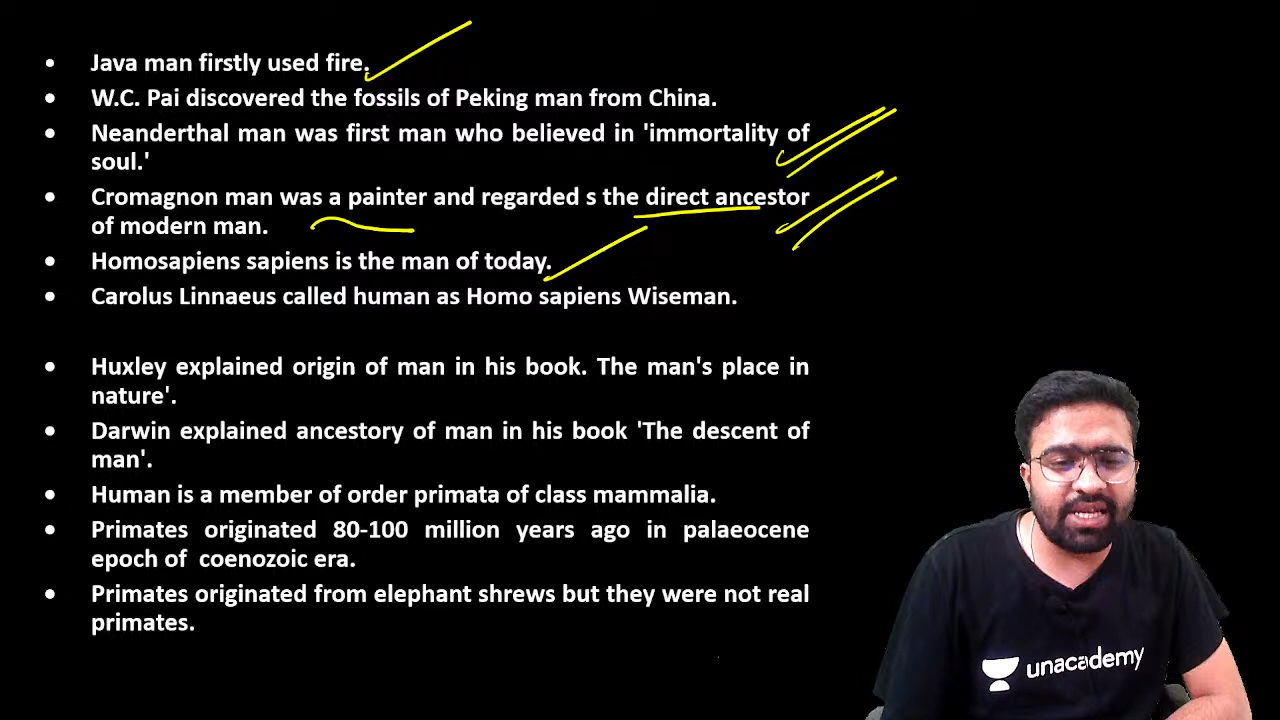 • Java man firstly used fire.
• W.C. Pai discovered the fossils of Peking man from China.
• Neanderthal man was first man who believed in 'immortality of
soul.'
• Cromagnon man was a painter and regarded s the direct ancestor
of modern man.
• Homosapiens sapiens is the man of today.
• Carolus Linnaeus called human as Homo sapiens Wiseman.
• Huxley explained origin of man in his book. The man's place in
nature'.
• Darwin explained ancestory of man in his book 'The descent of
man'.
• Human is a member of order primata of class mammalia.
• Primates originated 80-100 million years ago in palaeocene
epoch of coenozoic era.
• Primates originated from elephant shrews but they were not real
primates.
unacademy